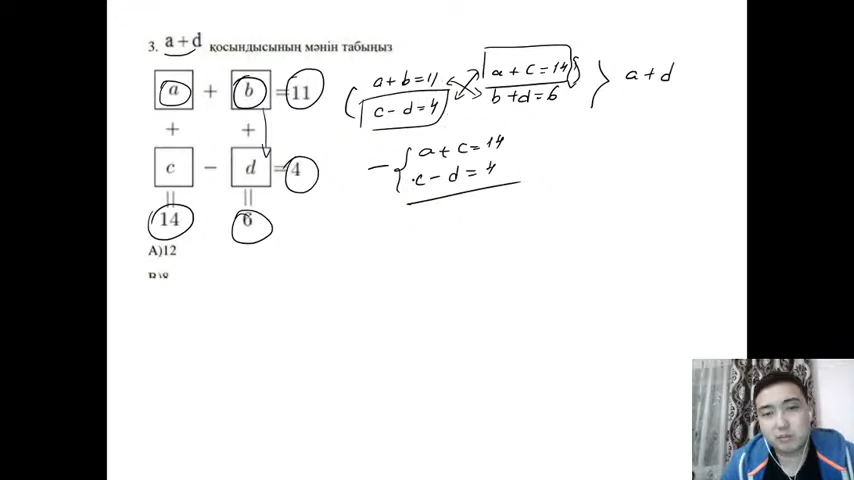 3. a+d қосындысының мәнін табыңыз
a + b =11
+ +
c - d =4
|| ||
14 6
A)12
a+b=11
c-d=4
a+c=14
b+d=6
} a+d
- { a+c=14
c-d=4